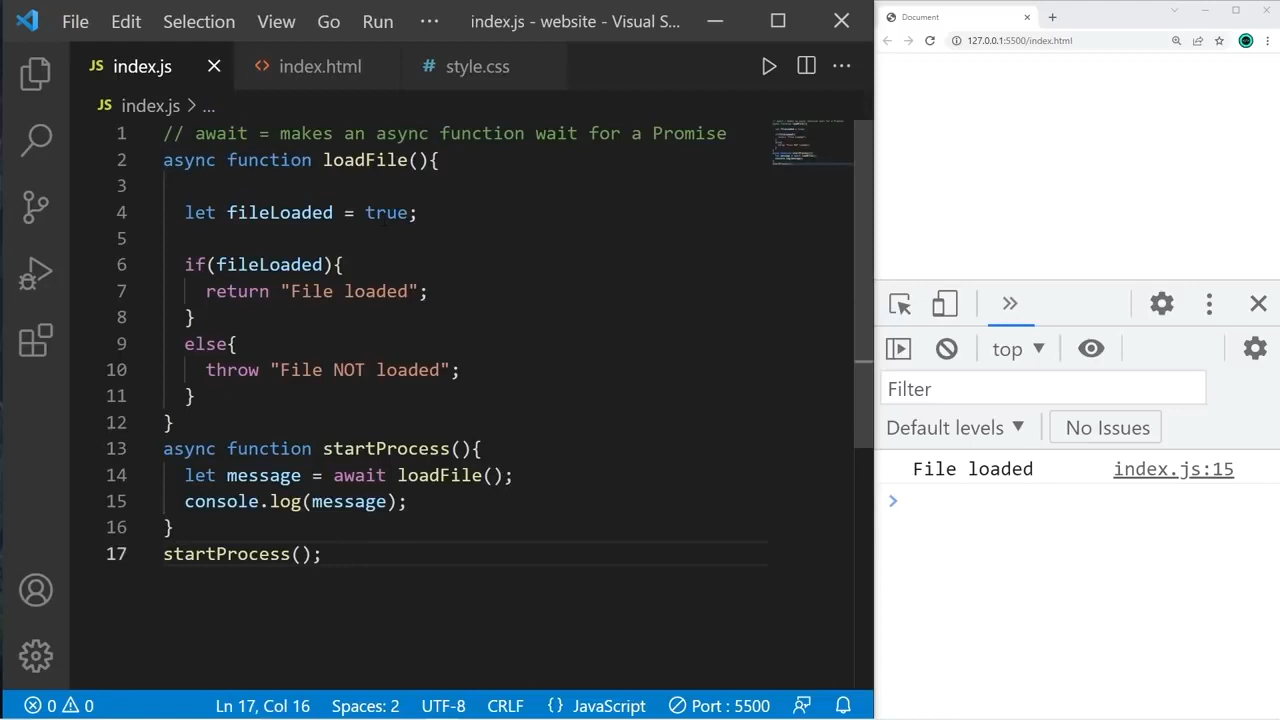 File Edit Selection View Go Run ··· index.js - website - Visual S...
JS index.js <> index.html # style.css
JS index.js > ...
1 // await = makes an async function wait for a Promise
2 async function loadFile(){
3
4 let fileLoaded = true;
5
6 if(fileLoaded){
7 return "File loaded";
8 }
9 else{
10 throw "File NOT loaded";
11 }
12 }
13 async function startProcess(){
14 let message = await loadFile();
15 console.log(message);
16 }
17 startProcess();
0 0 Ln 17, Col 16 Spaces: 2 UTF-8 CRLF {} JavaScript Port : 5500
Document
127.0.0.1:5500/index.html
top
Filter
Default levels No Issues
File loaded index.js:15